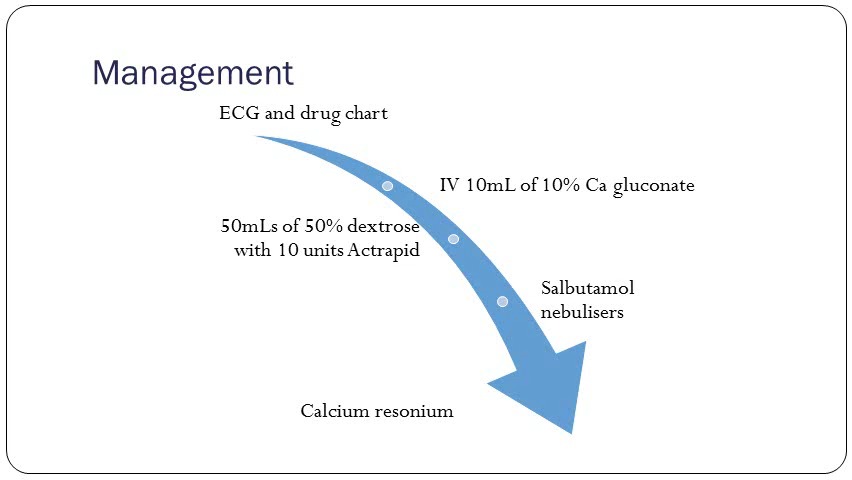 Management
ECG and drug chart
IV 10mL of 10% Ca gluconate
50mLs of 50% dextrose
with 10 units Actrapid
Salbutamol
nebulisers
Calcium resonium